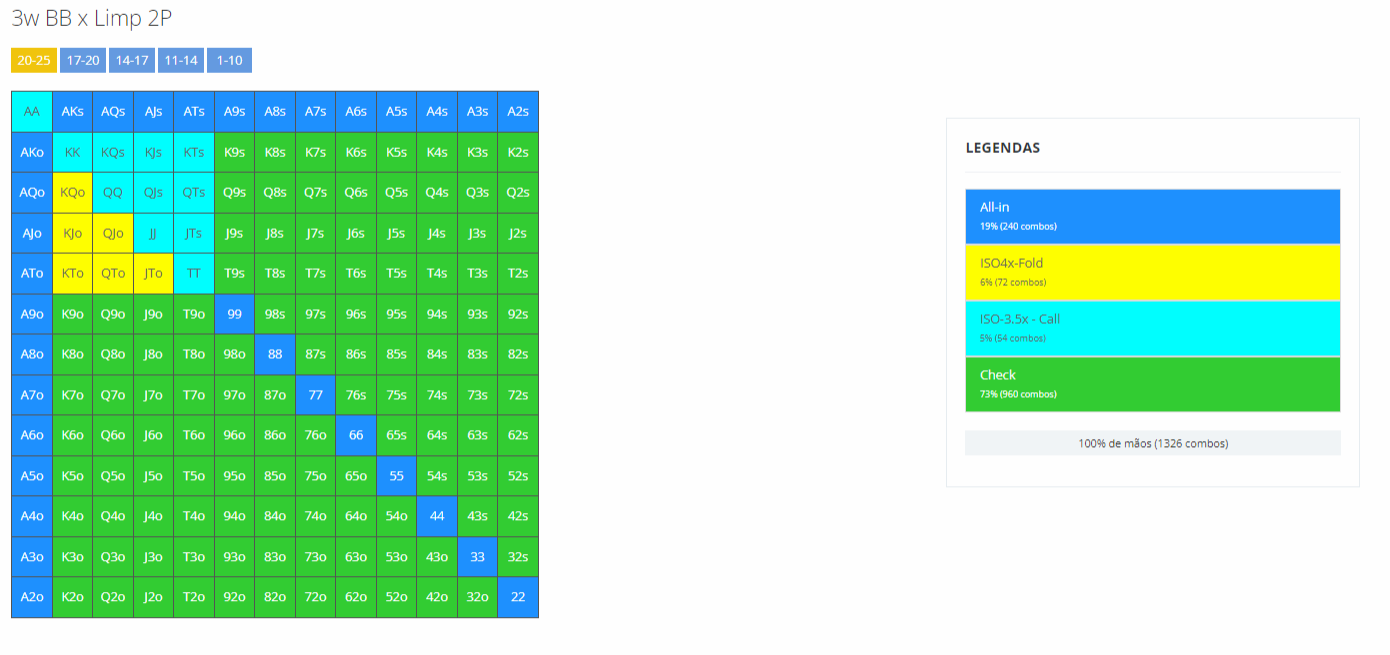 3w BB x Limp 2P
20-25 17-20 14-17 11-14 1-10
AA AKs AQs AJs ATs A9s A8s A7s A6s A5s A4s A3s A2s
AKo KK KQs KJs KTs K9s K8s K7s K6s K5s K4s K3s K2s
AQo KQo QQ QJs QTs Q9s Q8s Q7s Q6s Q5s Q4s Q3s Q2s
AJo KJo QJo JJ JTs J9s J8s J7s J6s J5s J4s J3s J2s
ATo KTo QTo JTo TT T9s T8s T7s T6s T5s T4s T3s T2s
A9o K9o Q9o J9o T9o 99 98s 97s 96s 95s 94s 93s 92s
A8o K8o Q8o J8o T8o 98o 88 87s 86s 85s 84s 83s 82s
A7o K7o Q7o J7o T7o 97o 87o 77 76s 75s 74s 73s 72s
A6o K6o Q6o J6o T6o 96o 86o 76o 66 65s 64s 63s 62s
A5o K5o Q5o J5o T5o 95o 85o 75o 65o 55 54s 53s 52s
A4o K4o Q4o J4o T4o 94o 84o 74o 64o 54o 44 43s 42s
A3o K3o Q3o J3o T3o 93o 83o 73o 63o 53o 43o 33 32s
A2o K2o Q2o J2o T2o 92o 82o 72o 62o 52o 42o 32o 22
LEGENDAS
All-in
19% (240 combos)
ISO4x-Fold
6% (72 combos)
ISO-3.5x - Call
5% (54 combos)
Check
73% (960 combos)
100% de mãos (1326 combos)